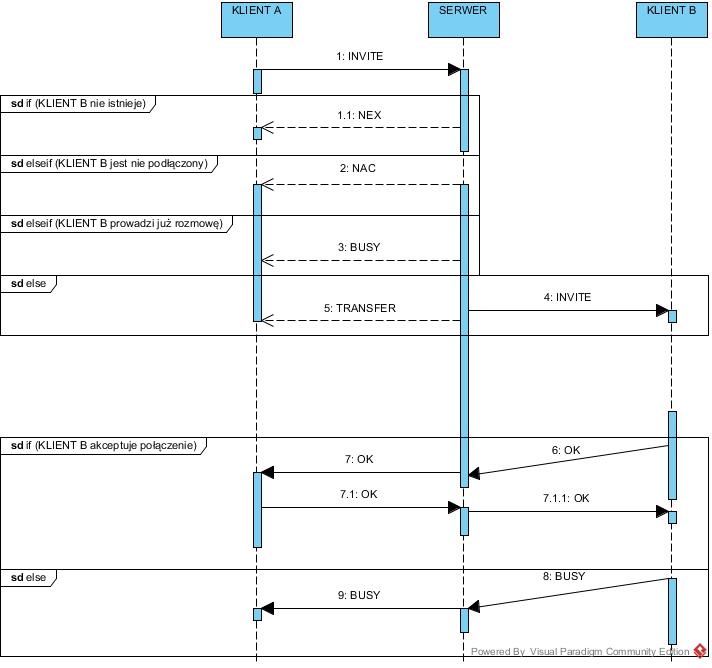 KLIENT A
SERWER
KLIENT B
1: INVITE
sd if (KLIENT B nie istnieje)
1.1: NEX
sd elseif (KLIENT B jest nie podłączony)
2: NAC
sd elseif (KLIENT B prowadzi już rozmowę)
3: BUSY
sd else
4: INVITE
5: TRANSFER
sd if (KLIENT B akceptuje połączenie)
6: OK
7: OK
7.1: OK
7.1.1: OK
sd else
8: BUSY
9: BUSY
Powered By Visual Paradigm Community Edition